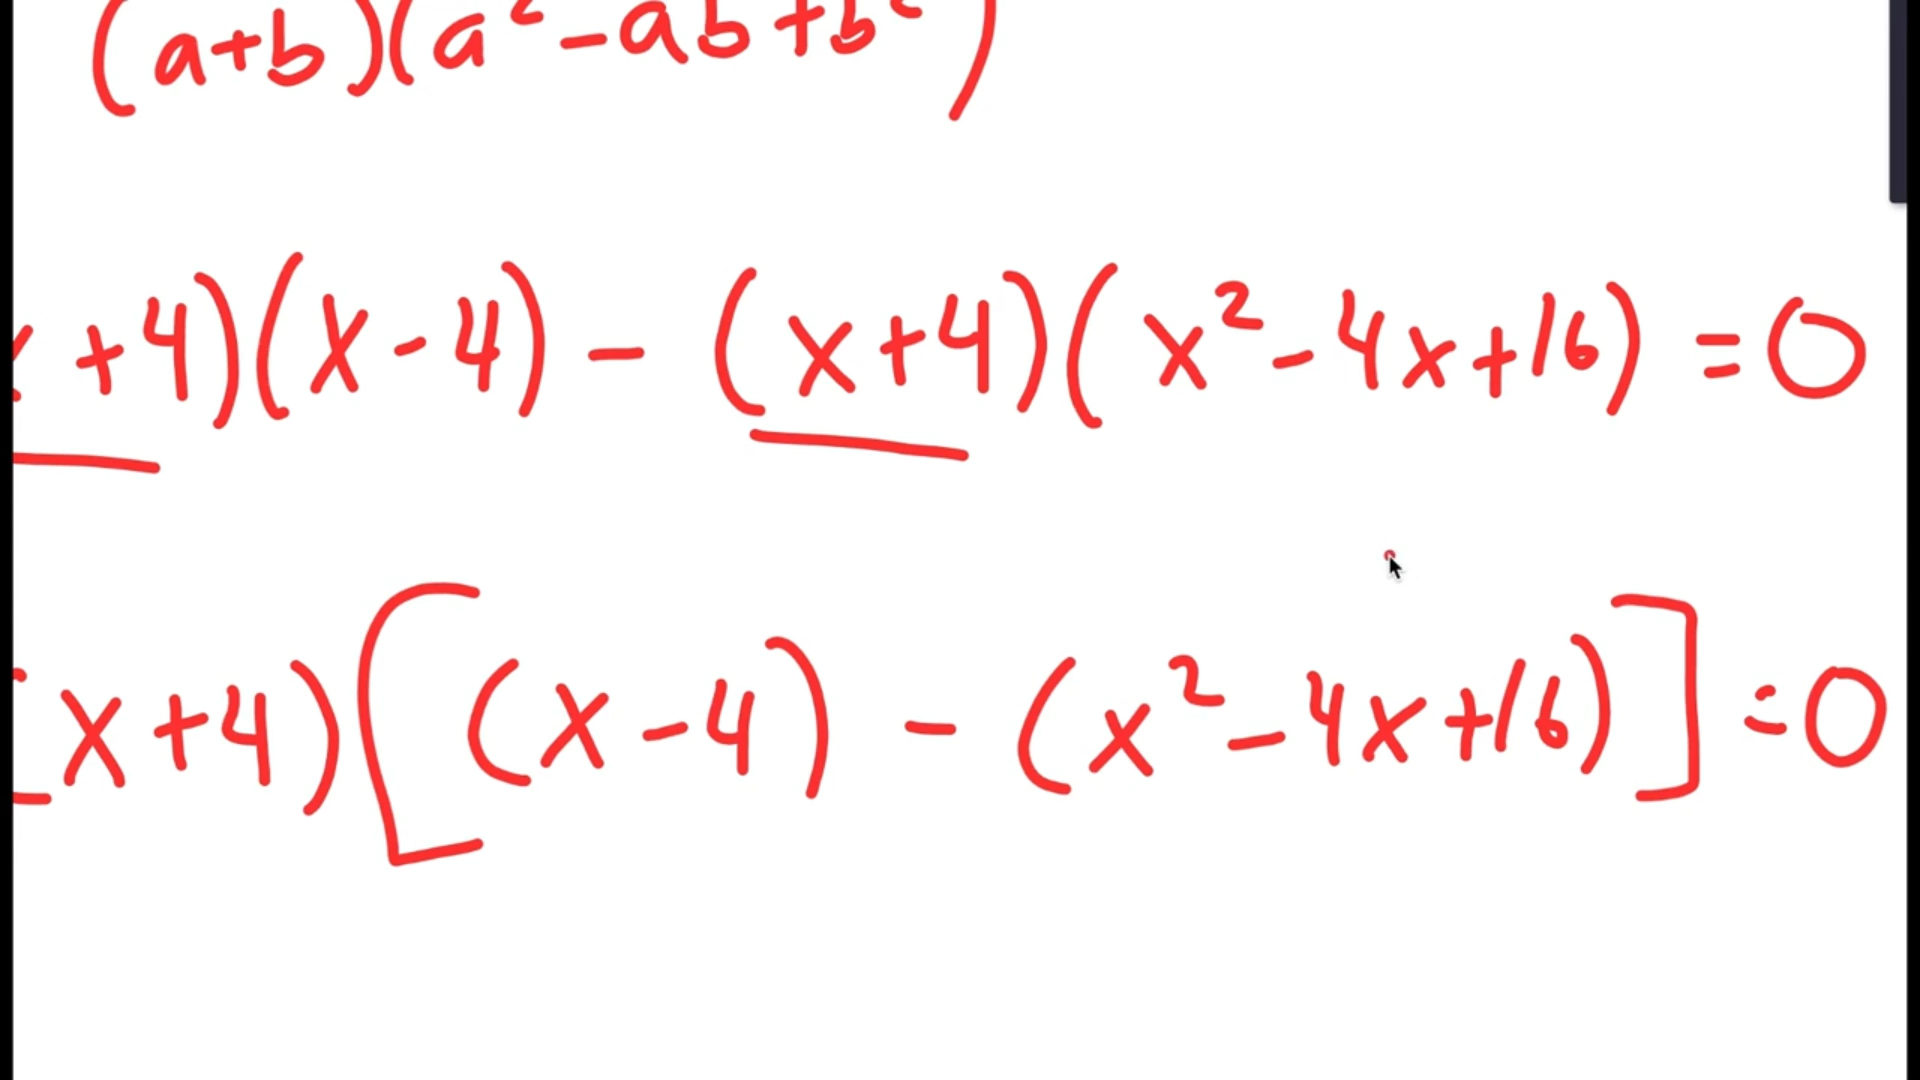 (a+b)(a²-ab+b²)
x+4)(x-4) - (x+4)(x²-4x+16) = 0
(x+4)[(x-4) - (x²-4x+16)] = 0